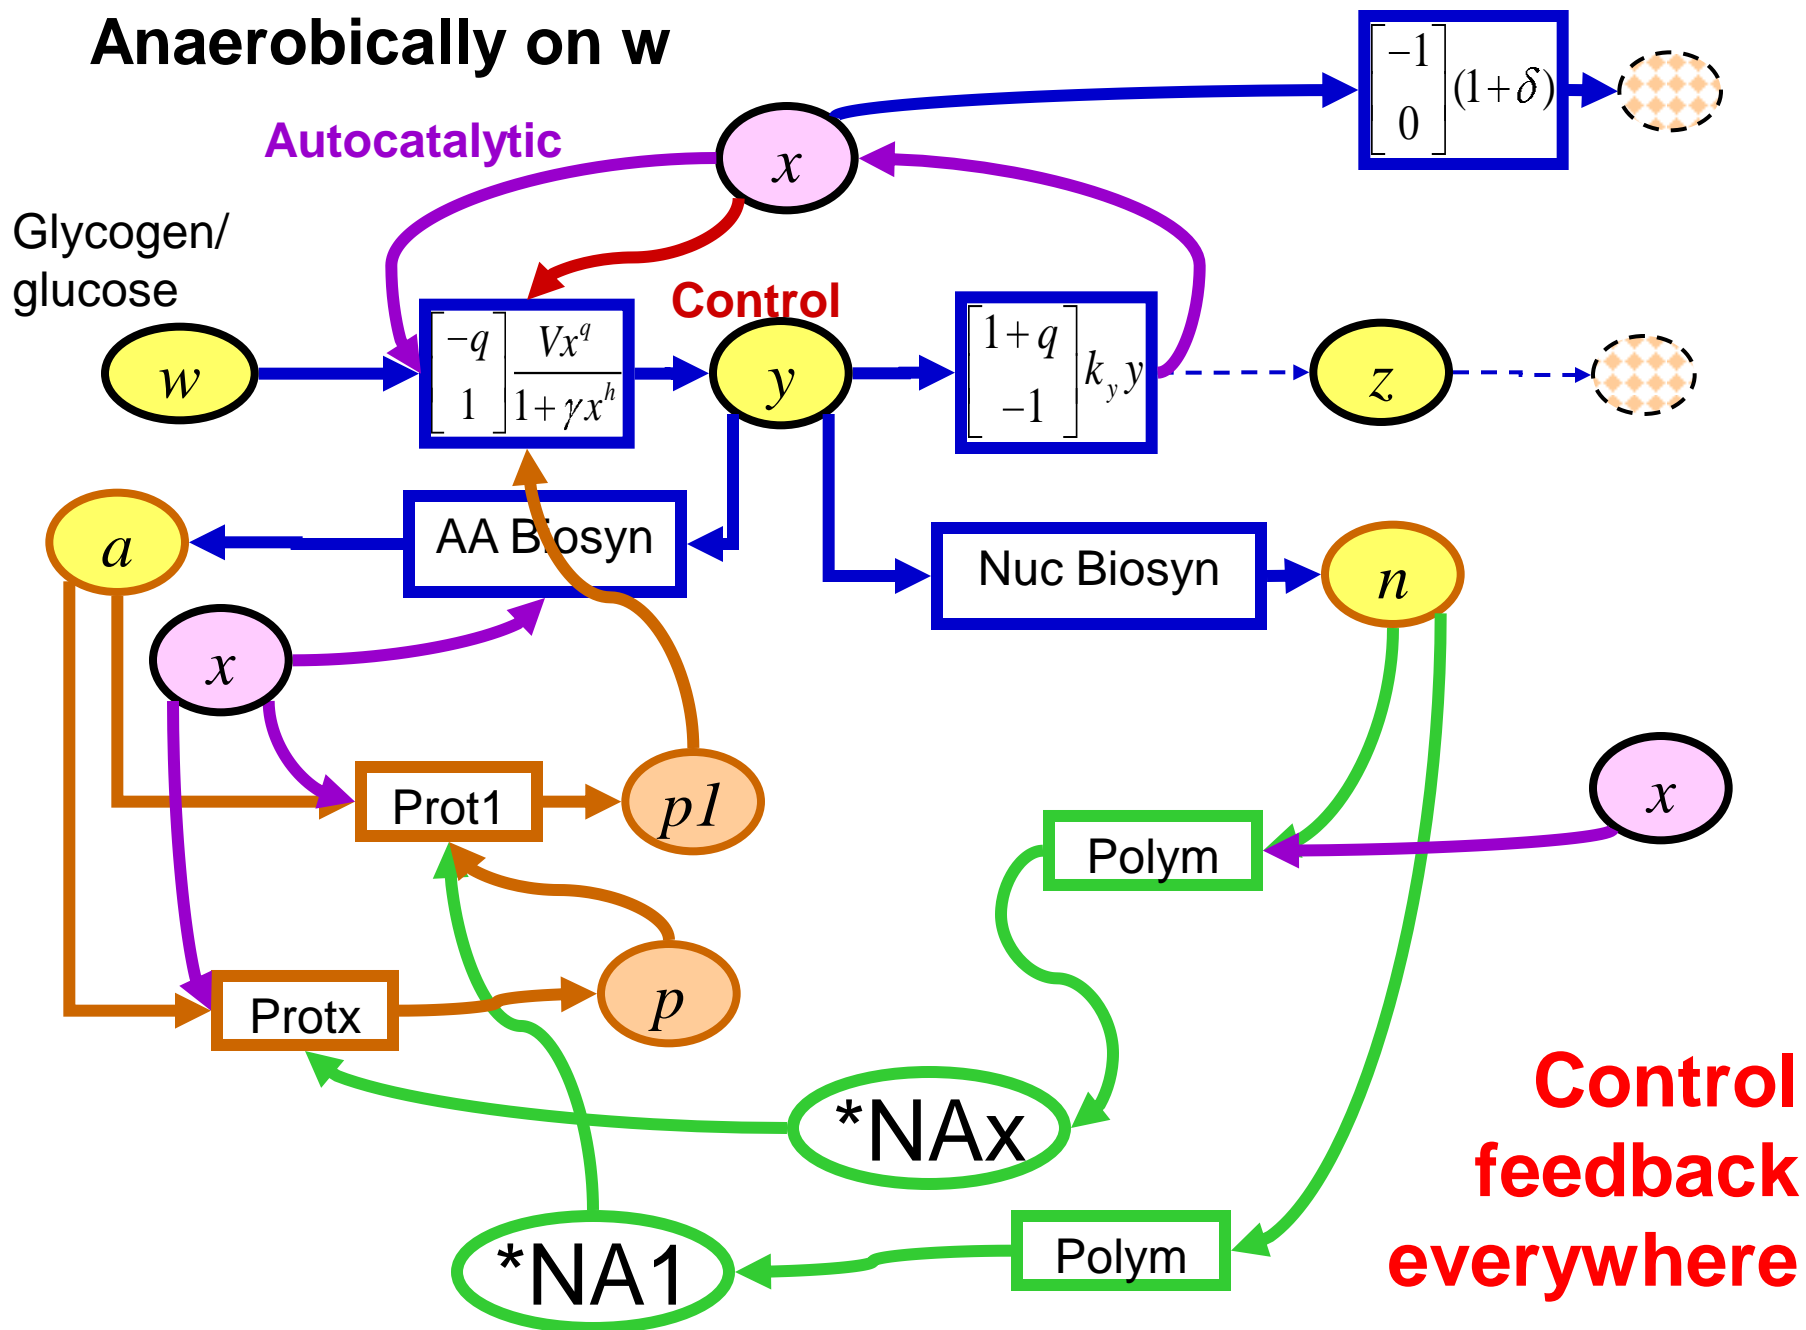 Anaerobically on w
[−1 0] (1+δ)
Autocatalytic
x
Glycogen/
glucose
Control
w
[−q 1] Vx^q / 1+γx^h
y
[1+q −1] k_y y
z
a
AA Biosyn
Nuc Biosyn
n
x
Prot1
p1
x
Polym
Protx
p
*NAx
Control
feedback
everywhere
*NA1
Polym